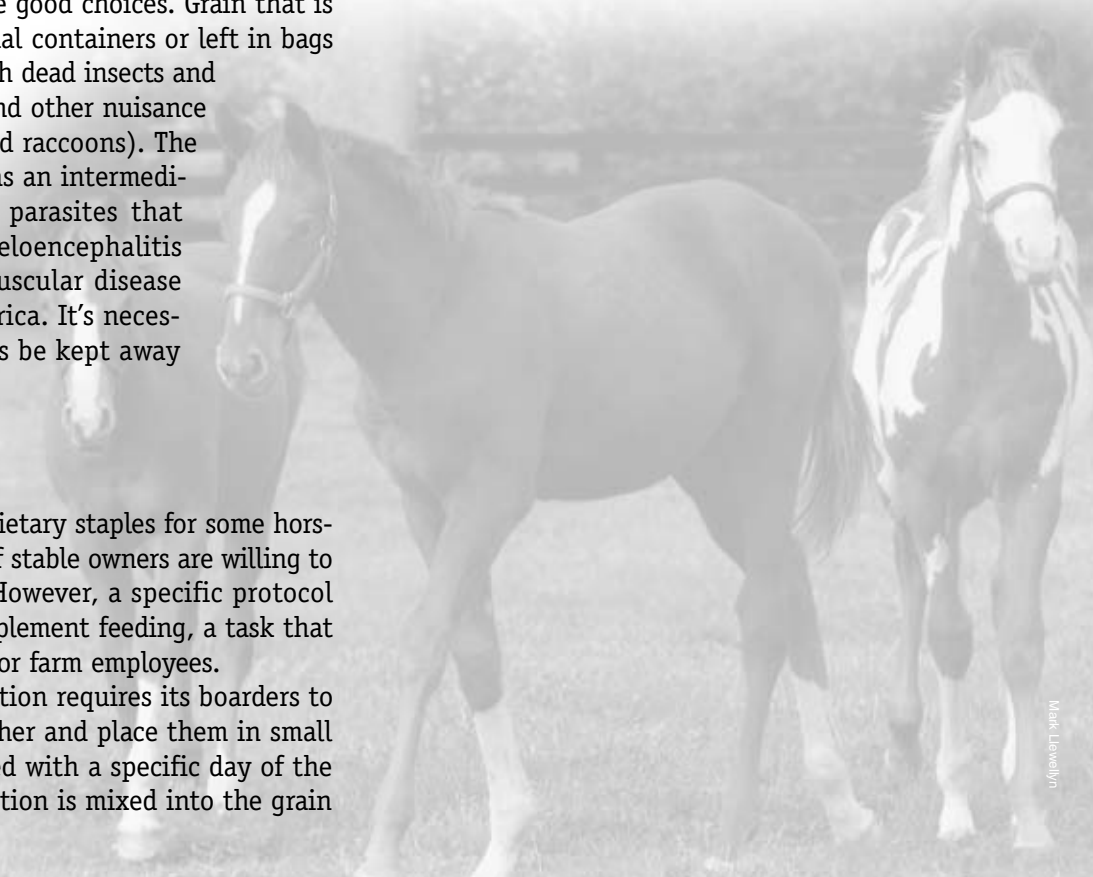 e good choices. Grain that is
al containers or left in bags
h dead insects and
nd other nuisance
d raccoons). The
as an intermedi-
parasites that
eloencephalitis
uscular disease
rica. It’s neces-
s be kept away
ietary staples for some hors-
f stable owners are willing to
However, a specific protocol
plement feeding, a task that
or farm employees.
tion requires its boarders to
ther and place them in small
ed with a specific day of the
tion is mixed into the grain
Mark Llewellyn